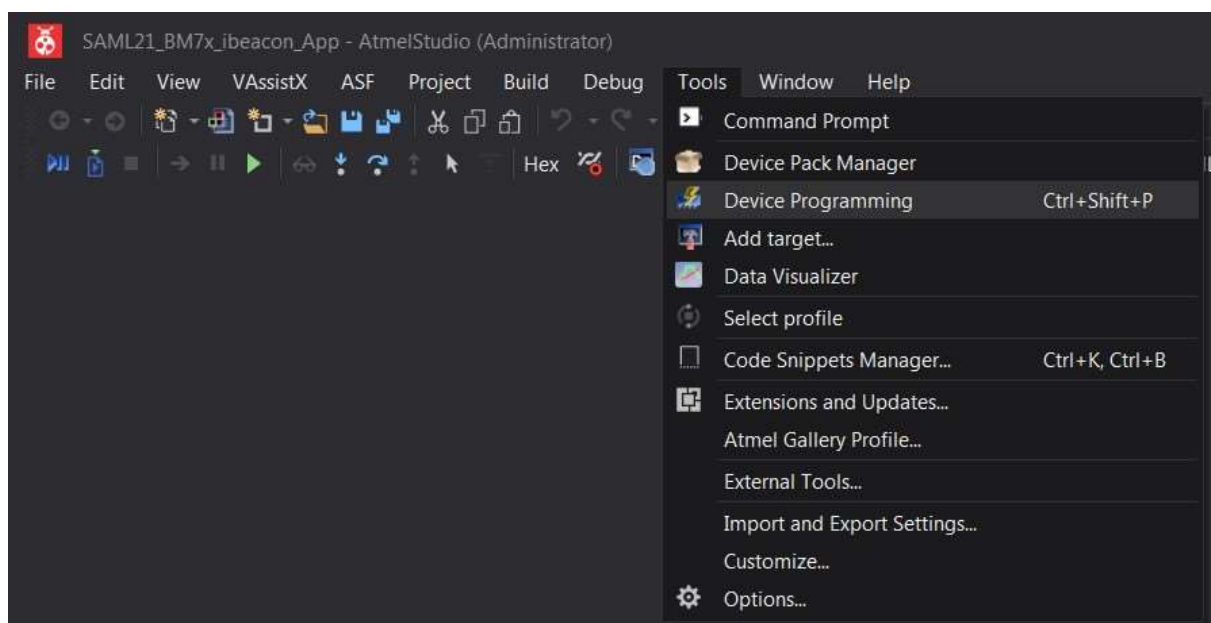 SAML21_BM7x_ibeacon_App - AtmelStudio (Administrator)
File Edit View VAssistX ASF Project Build Debug Tools Window Help
Hex
Command Prompt
Device Pack Manager
Device Programming Ctrl+Shift+P
Add target...
Data Visualizer
Select profile
Code Snippets Manager... Ctrl+K, Ctrl+B
Extensions and Updates...
Atmel Gallery Profile...
External Tools...
Import and Export Settings...
Customize...
Options...